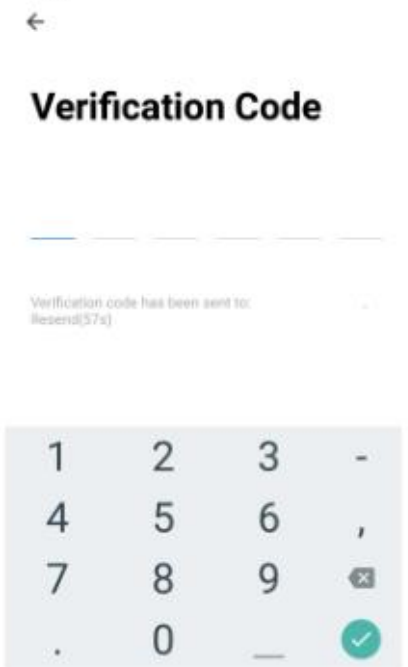 Verification Code
Verification code has been sent to:
Resend(57s)
1 2 3 -
4 5 6 ,
7 8 9
. 0 _